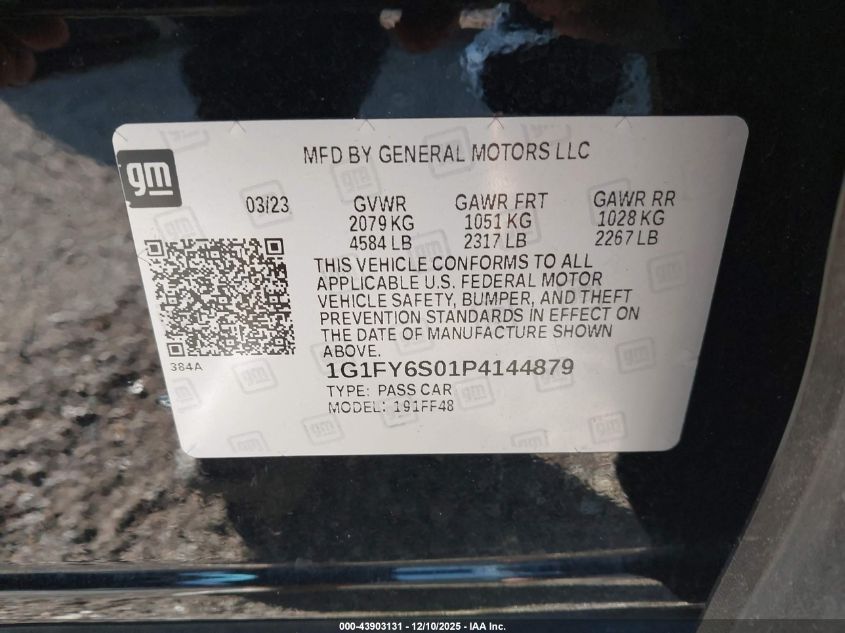 gm
MFD BY GENERAL MOTORS LLC
03/23 GVWR GAWR FRT GAWR RR
2079 KG 1051 KG 1028 KG
4584 LB 2317 LB 2267 LB
THIS VEHICLE CONFORMS TO ALL
APPLICABLE U.S. FEDERAL MOTOR
VEHICLE SAFETY, BUMPER, AND THEFT
PREVENTION STANDARDS IN EFFECT ON
THE DATE OF MANUFACTURE SHOWN
ABOVE.
384A
1G1FY6S01P4144879
TYPE: PASS CAR
MODEL: 191FF48
000-43903131 - 12/10/2025 - IAA Inc.